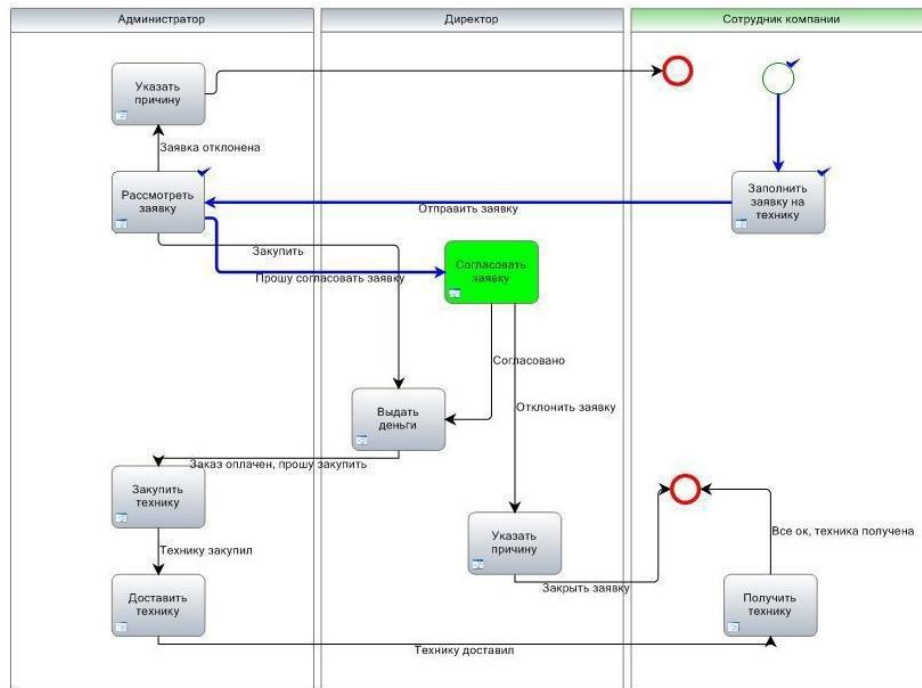 Администратор
Директор
Сотрудник компании
Указать
причину
Заявка отклонена
Рассмотреть
заявку
Заполнить
заявку на
технику
Отправить заявку
Закупить
Прошу согласовать заявку
Согласовать
заявку
Согласовано
Отклонить заявку
Выдать
деньги
Заказ оплачен, прошу закупить
Закупить
технику
Указать
причину
Все ок, техника получена
Технику закупил
Закрыть заявку
Доставить
технику
Получить
технику
Технику доставил